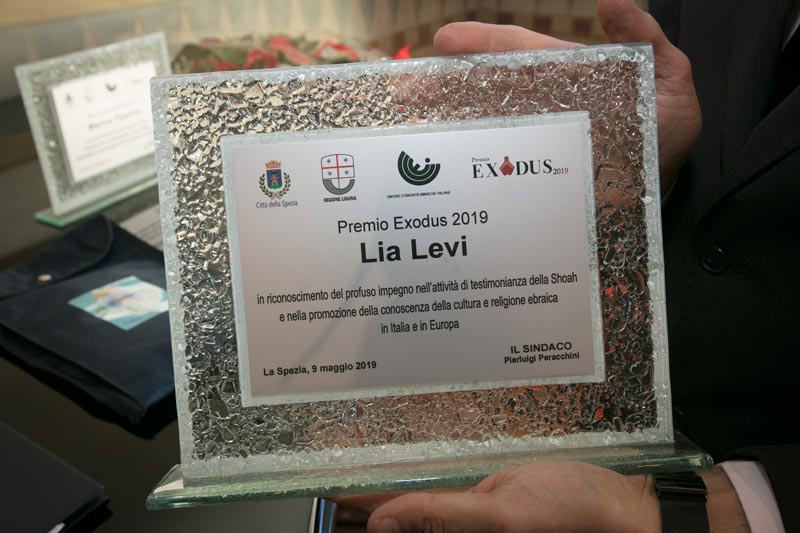 Città della Spezia
REGIONE LIGURIA
UNIONE COMUNITÀ EBRAICHE ITALIANE
Premio
EXODUS 2019
Premio Exodus 2019
Lia Levi
in riconoscimento del profuso impegno nell'attività di testimonianza della Shoah
e nella promozione della conoscenza della cultura e religione ebraica
in Italia e in Europa
La Spezia, 9 maggio 2019
IL SINDACO
Pierluigi Peracchini